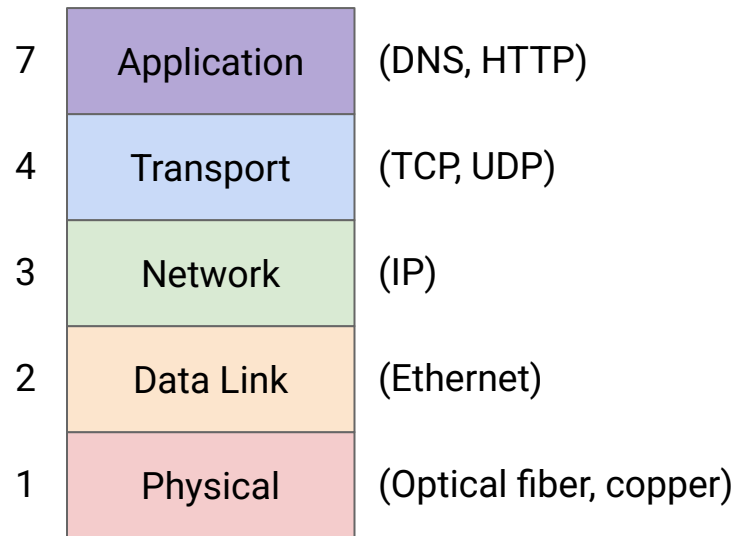 7 Application (DNS, HTTP)
4 Transport (TCP, UDP)
3 Network (IP)
2 Data Link (Ethernet)
1 Physical (Optical fiber, copper)